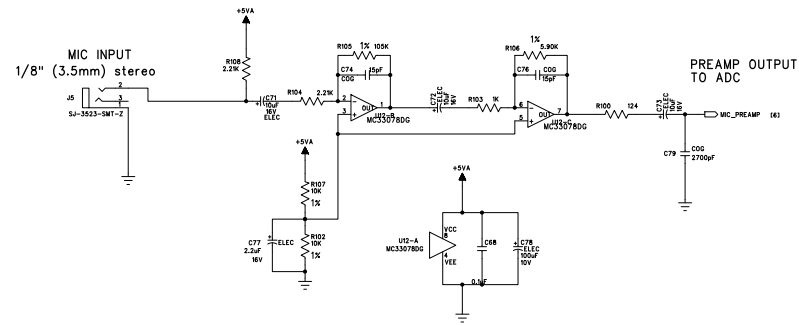 +5VA
MIC INPUT
1/8" (3.5mm) stereo
J5
2
3
SJ-3523-SMT-Z
R108
2.21K
C71
10uF
16V
ELEC
R104
2.21K
R105 1% 105K
C74
COG
15pF
2
3
1
OUT
U12-B
MC33078DG
C72
ELEC
10uF
16V
R103
1K
1%
R106 5.90K
C76 COG
15pF
6
5
7
OUT
U12-C
MC33078DG
R100 124
C73
ELEC
10uF
16V
PREAMP OUTPUT
TO ADC
MIC_PREAMP (6)
C79
COG
2700pF
+5VA
R107
10K
1%
C77
2.2uF
16V
ELEC
R102
10K
1%
+5VA
U12-A
MC33078DG
VCC
8
4
VEE
C68
0.1uF
C78
ELEC
100uF
10V